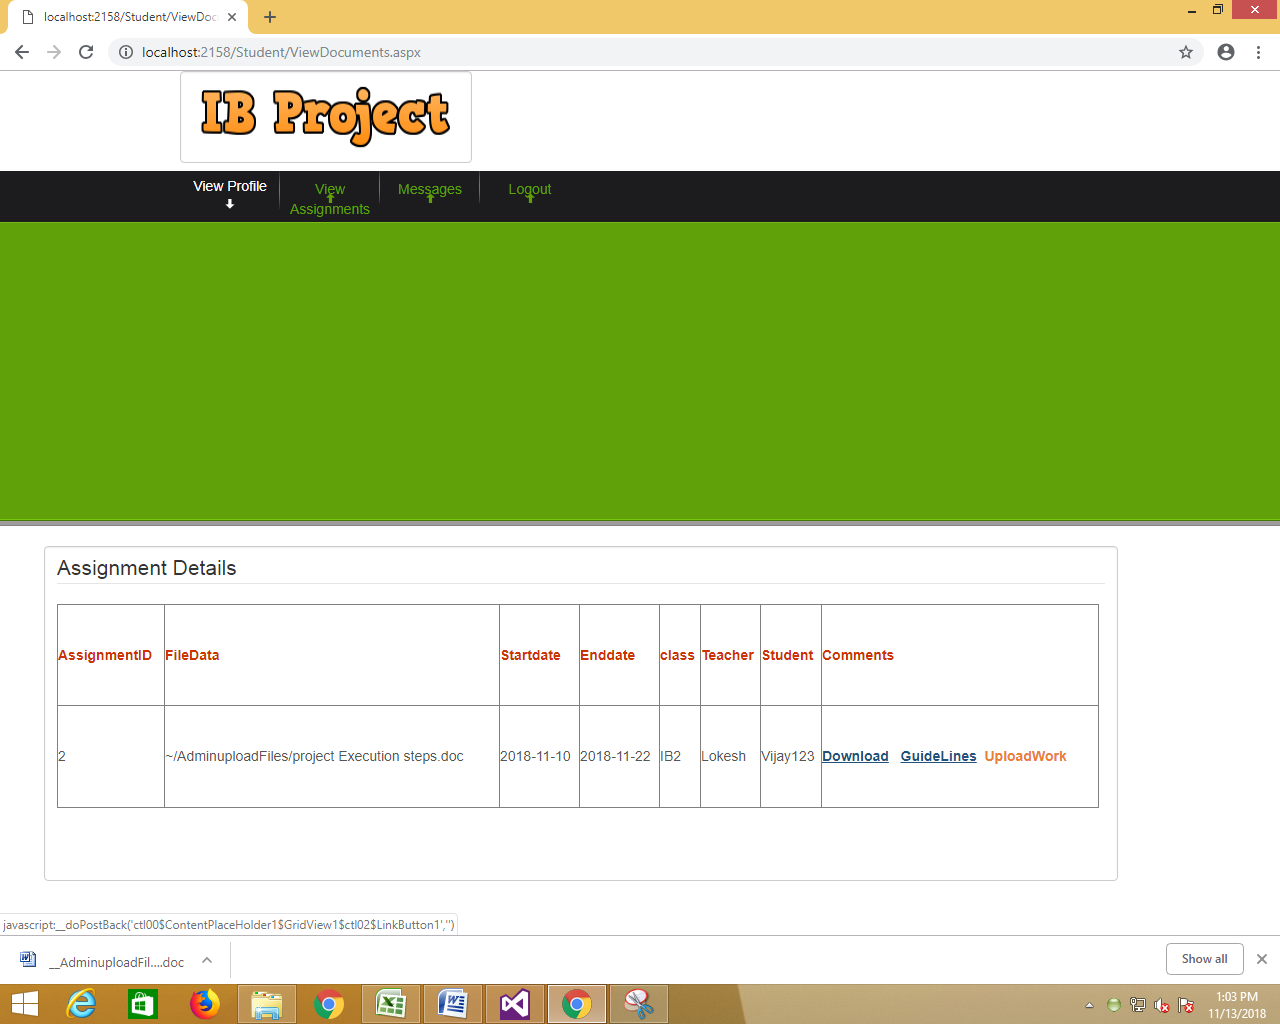 localhost:2158/Student/ViewDoc
localhost:2158/Student/ViewDocuments.aspx
IB Project
View Profile
View Assignments
Messages
Logout
Assignment Details
AssignmentID FileData Startdate Enddate class Teacher Student Comments
2 ~/AdminuploadFiles/project Execution steps.doc 2018-11-10 2018-11-22 IB2 Lokesh Vijay123 Download GuideLines UploadWork
javascript:__doPostBack('ctl00$ContentPlaceHolder1$GridView1$ctl02$LinkButton1','')
__AdminuploadFil....doc
Show all
1:03 PM
11/13/2018